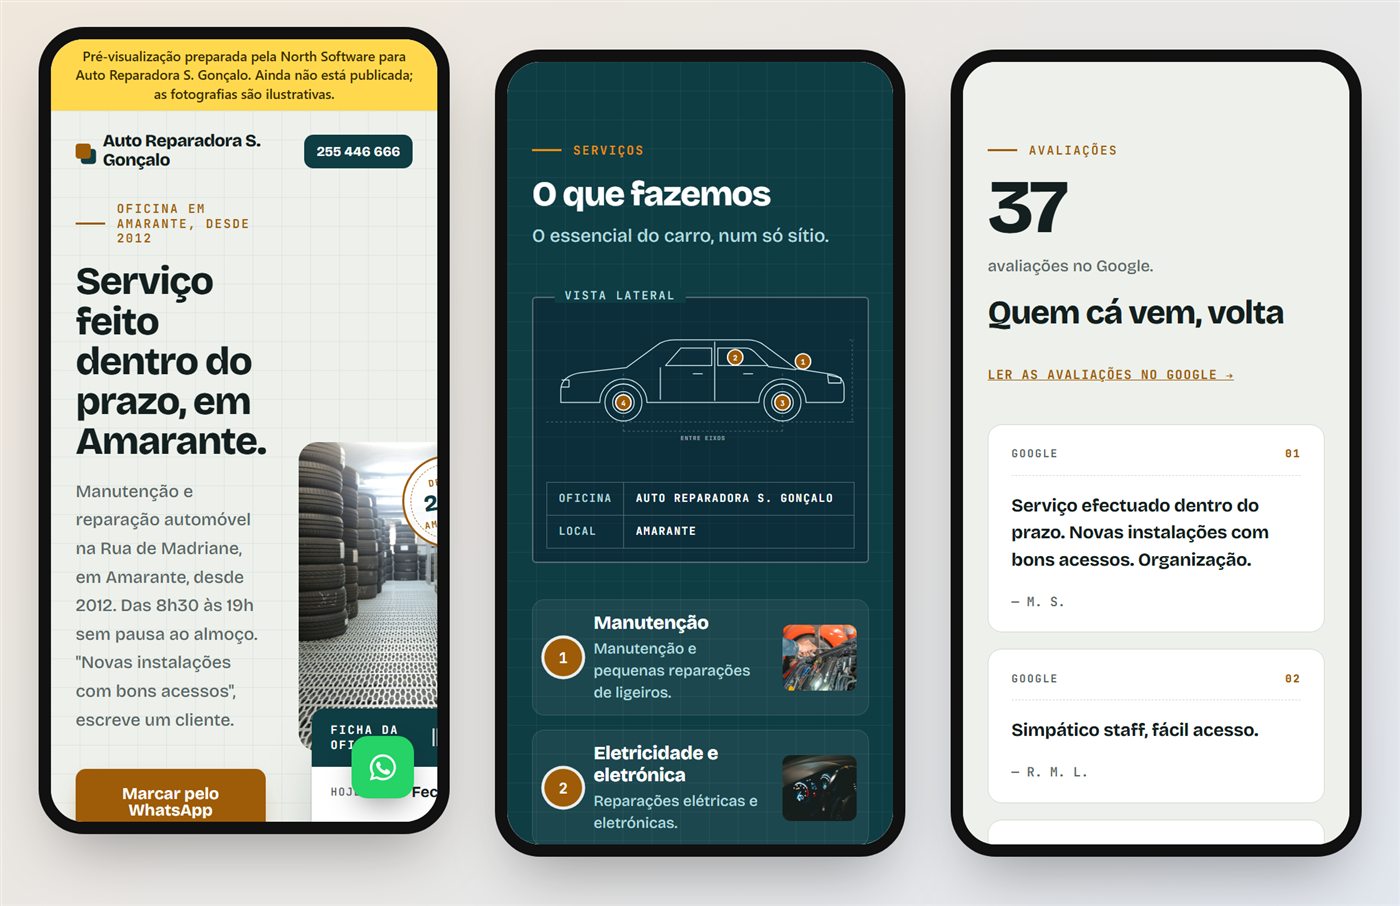 Pré-visualização preparada pela North Software para
Auto Reparadora S. Gonçalo. Ainda não está publicada;
as fotografias são ilustrativas.
Auto Reparadora S.
Gonçalo
255 446 666
OFICINA EM
AMARANTE, DESDE
2012
Serviço
feito
dentro do
prazo, em
Amarante.
Manutenção e
reparação automóvel
na Rua de Madriane,
em Amarante, desde
2012. Das 8h30 às 19h
sem pausa ao almoço.
"Novas instalações
com bons acessos",
escreve um cliente.
Marcar pelo
WhatsApp
FICHA DA
SERVIÇOS
O que fazemos
O essencial do carro, num só sítio.
VISTA LATERAL
1
2
3
4
ENTRE EIXOS
OFICINA AUTO REPARADORA S. GONÇALO
LOCAL AMARANTE
1
Manutenção
Manutenção e
pequenas reparações
de ligeiros.
2
Eletricidade e
eletrónica
Reparações elétricas e
eletrónicas.
AVALIAÇÕES
37
avaliações no Google.
Quem cá vem, volta
LER AS AVALIAÇÕES NO GOOGLE →
GOOGLE 01
Serviço efectuado dentro do
prazo. Novas instalações com
bons acessos. Organização.
— M. S.
GOOGLE 02
Simpático staff, fácil acesso.
— R. M. L.